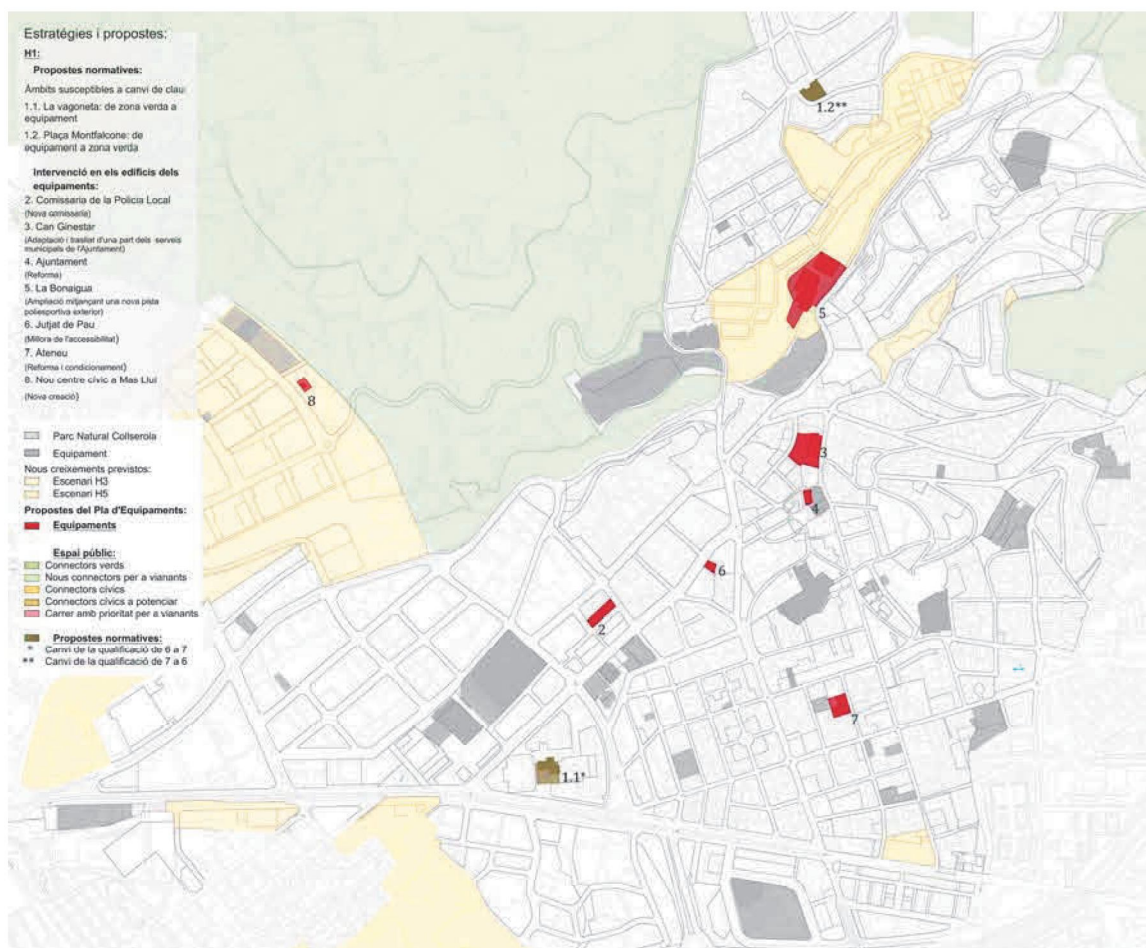 Estratégies i propostes:
H1:
Propostes normatives:
Àmbits susceptibles a canvi de clau:
1.1. La vagoneta: de zona verda a
equipament
1.2. Plaça Montfalcone: de
equipament a zona verda
Intervenció en els edificis dels
equipaments:
2. Comissaria de la Policia Local
(Nova comisaria)
3. Can Ginestar
(Adaptació i trasllat d'una part dels serveis
municipals de l'Ajuntament)
4. Ajuntament
(Reforma)
5. La Bonaigua
(Ampliació mitjançant una nova pista
poliesportiva exterior)
6. Jutjat de Pau
(Millora de l'accessibilitat)
7. Ateneu
(Reforma i condicionament)
8. Nou centre cívic a Mas Lluí
(Nova creació)
Parc Natural Collserola
Equipament
Nous creixements previstos:
Escenari H3
Escenari H5
Propostes del Pla d'Equipaments:
Equipaments
Espai públic:
Connectors verds
Nous connectors per a vianants
Connectors cívics
Connectors cívics a potenciar
Carrer amb prioritat per a vianants
Propostes normatives:
* Canvi de la qualificació de 6 a 7
** Canvi de la qualificació de 7 a 6
1.2**
5
8
3
4
6
2
7
1.1*